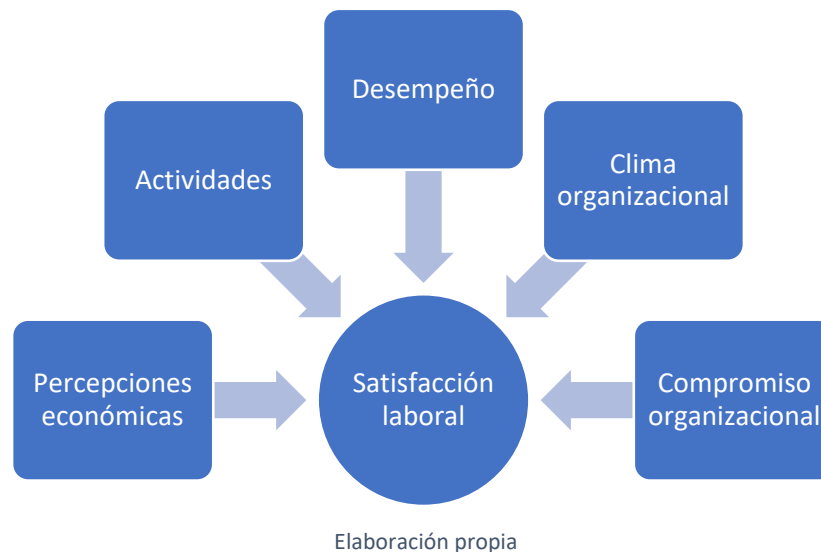 Desempeño
Actividades
Clima
organizacional
Percepciones
económicas
Satisfacción
laboral
Compromiso
organizacional
Elaboración propia